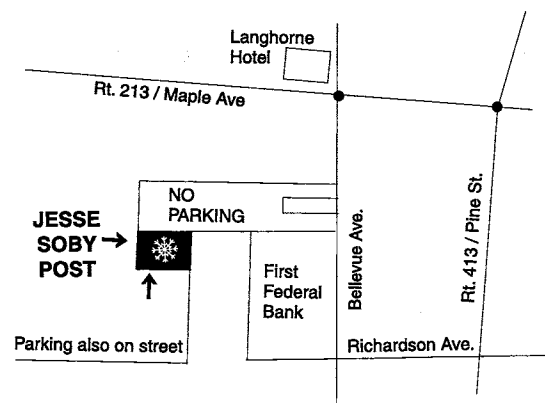 Langhorne
Hotel
Rt. 213 / Maple Ave
NO
PARKING
JESSE
SOBY
POST
First
Federal
Bank
Bellevue Ave.
Rt. 413 / Pine St.
Parking also on street
Richardson Ave.